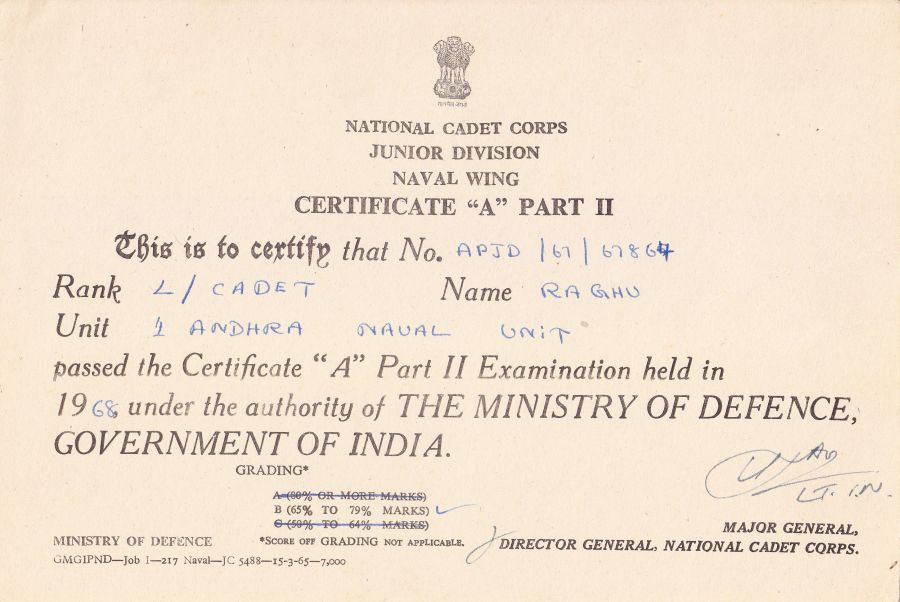 NATIONAL CADET CORPS
JUNIOR DIVISION
NAVAL WING
CERTIFICATE “A” PART II
This is to certify that No. APJD /67/ 67864
Rank L/ CADET Name RAGHU
Unit 1 ANDHRA NAVAL UNIT
passed the Certificate “A” Part II Examination held in
1968 under the authority of THE MINISTRY OF DEFENCE,
GOVERNMENT OF INDIA.
GRADING*
A (80% OR MORE MARKS)
B (65% TO 79% MARKS)
C (50% TO 64% MARKS)
*SCORE OFF GRADING NOT APPLICABLE.
LT. I.N.
MAJOR GENERAL,
DIRECTOR GENERAL, NATIONAL CADET CORPS.
MINISTRY OF DEFENCE
GMGIPND—Job I—217 Naval—JC 5488—15-3-65—7,000